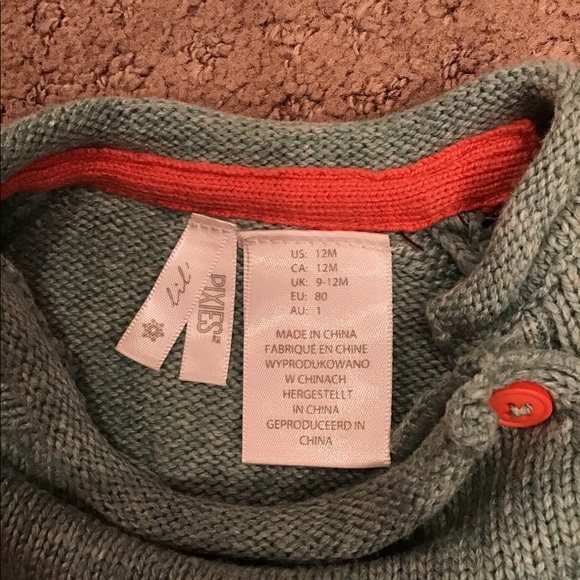 lil'
PIXIES™
US: 12M
CA: 12M
UK: 9-12M
EU: 80
AU: 1
MADE IN CHINA
FABRIQUÉ EN CHINE
WYPRODUKOWANO
W CHINACH
HERGESTELLT
IN CHINA
GEPRODUCEERD IN
CHINA